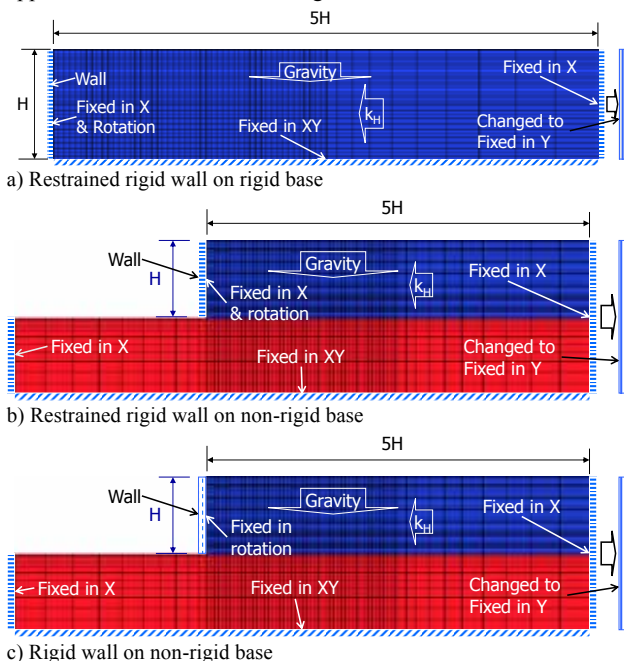 5H
H
Wall
Gravity
Fixed in X
Fixed in X
& Rotation
kH
Changed to
Fixed in Y
Fixed in XY
a) Restrained rigid wall on rigid base
5H
Wall
H
Gravity
Fixed in X
& rotation
kH
Fixed in X
Fixed in X
Fixed in XY
Changed to
Fixed in Y
b) Restrained rigid wall on non-rigid base
5H
Wall
H
Gravity
Fixed in
rotation
kH
Fixed in X
Fixed in X
Fixed in XY
Changed to
Fixed in Y
c) Rigid wall on non-rigid base